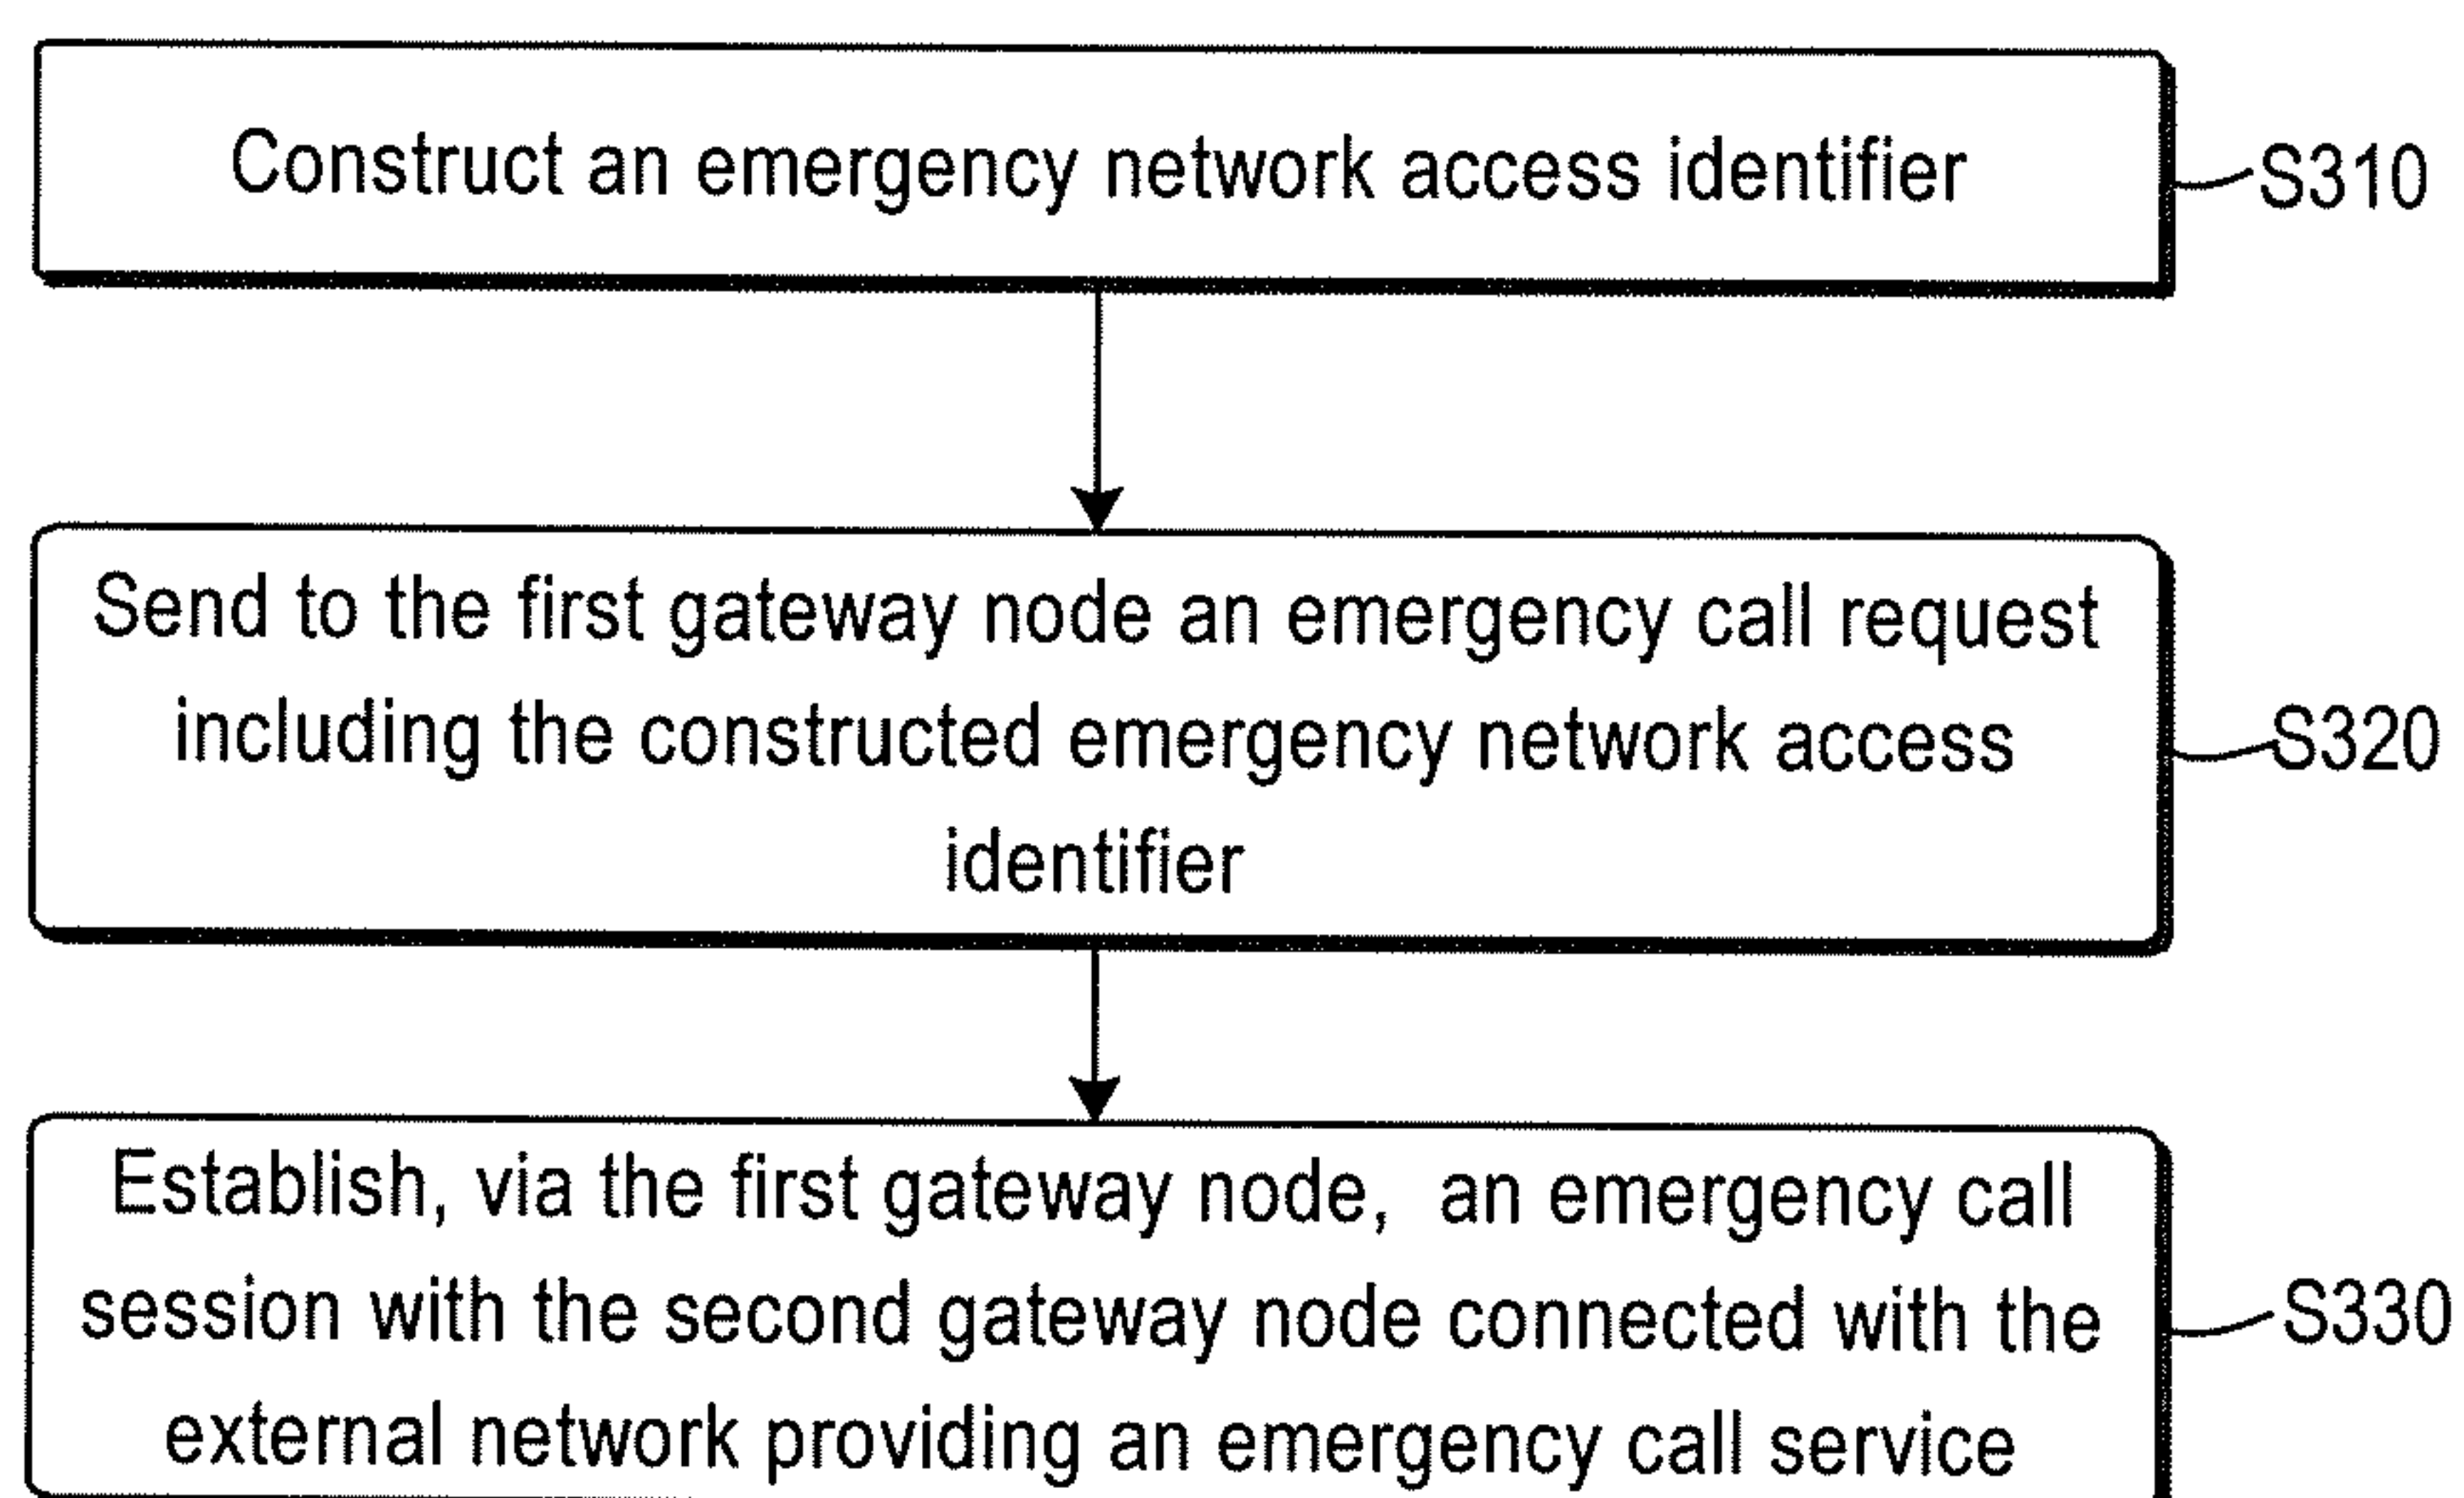 Construct an emergency network access identifier
S310
Send to the first gateway node an emergency call request
including the constructed emergency network access
identifier
S320
Establish, via the first gateway node, an emergency call
session with the second gateway node connected with the
external network providing an emergency call service
S330